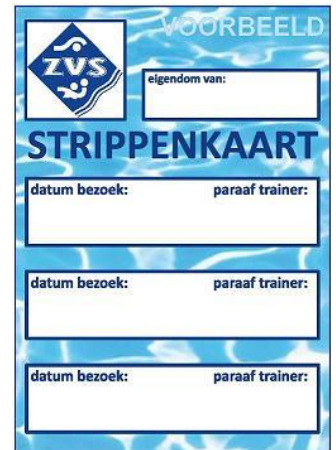 VOORBEELD
ZVS
eigendom van:
STRIPPENKAART
datum bezoek: paraaf trainer:
datum bezoek: paraaf trainer:
datum bezoek: paraaf trainer: